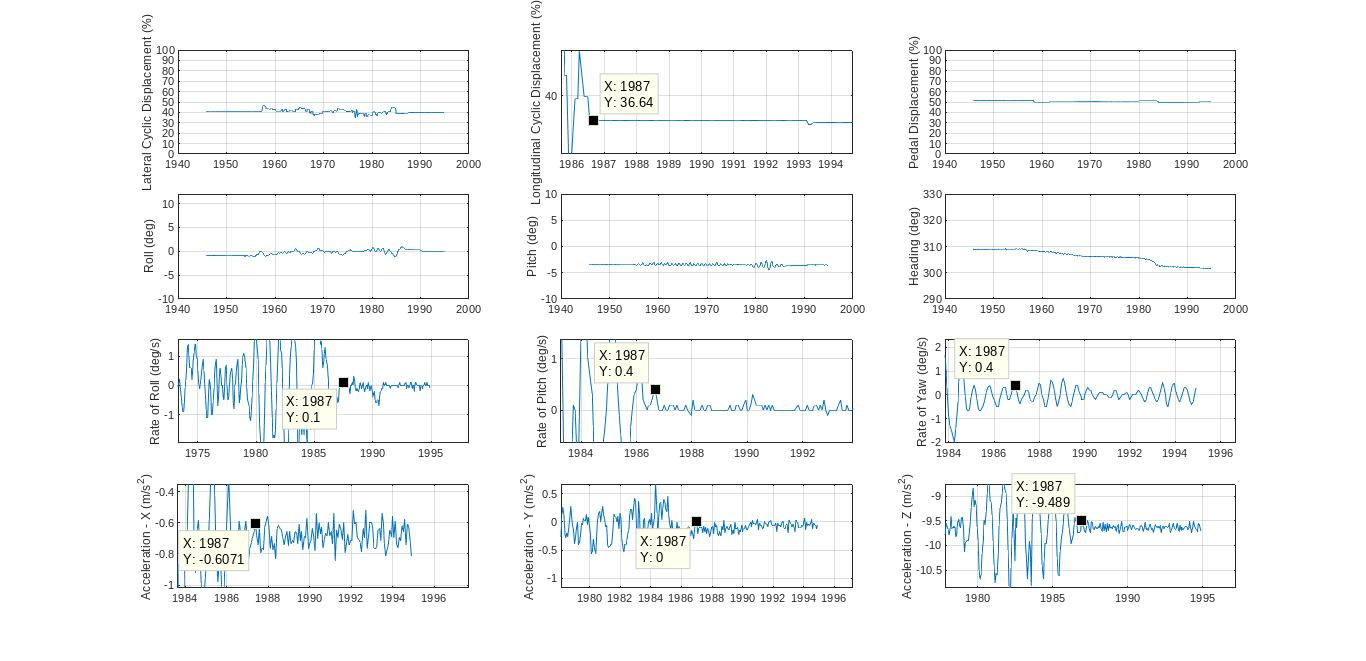 Lateral Cyclic Displacement (%)
100
90
80
70
60
50
40
30
20
10
0
1940 1950 1960 1970 1980 1990 2000
Longitudinal Cyclic Displacement (%)
40
X: 1987
Y: 36.64
1986 1987 1988 1989 1990 1991 1992 1993 1994
Pedal Displacement (%)
100
90
80
70
60
50
40
30
20
10
0
1940 1950 1960 1970 1980 1990 2000
Roll (deg)
10
5
0
-5
-10
1940 1950 1960 1970 1980 1990 2000
Pitch (deg)
10
5
0
-5
-10
1940 1950 1960 1970 1980 1990 2000
Heading (deg)
330
320
310
300
290
1940 1950 1960 1970 1980 1990 2000
Rate of Roll (deg/s)
1
0
-1
X: 1987
Y: 0.1
1975 1980 1985 1990 1995
Rate of Pitch (deg/s)
1
0
X: 1987
Y: 0.4
1984 1986 1988 1990 1992
Rate of Yaw (deg/s)
2
1
0
-1
-2
X: 1987
Y: 0.4
1984 1986 1988 1990 1992 1994 1996
Acceleration - X (m/s²)
-0.4
-0.6
-0.8
-1
X: 1987
Y: -0.6071
1984 1986 1988 1990 1992 1994 1996
Acceleration - Y (m/s²)
0.5
0
-0.5
-1
X: 1987
Y: 0
1980 1982 1984 1986 1988 1990 1992 1994 1996
Acceleration - Z (m/s²)
-9
-9.5
-10
-10.5
X: 1987
Y: -9.489
1980 1985 1990 1995